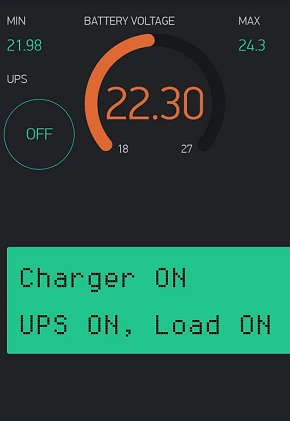 MIN BATTERY VOLTAGE MAX
21.98 24.3
UPS
22.30
OFF
18 27
Charger ON
UPS ON, Load ON